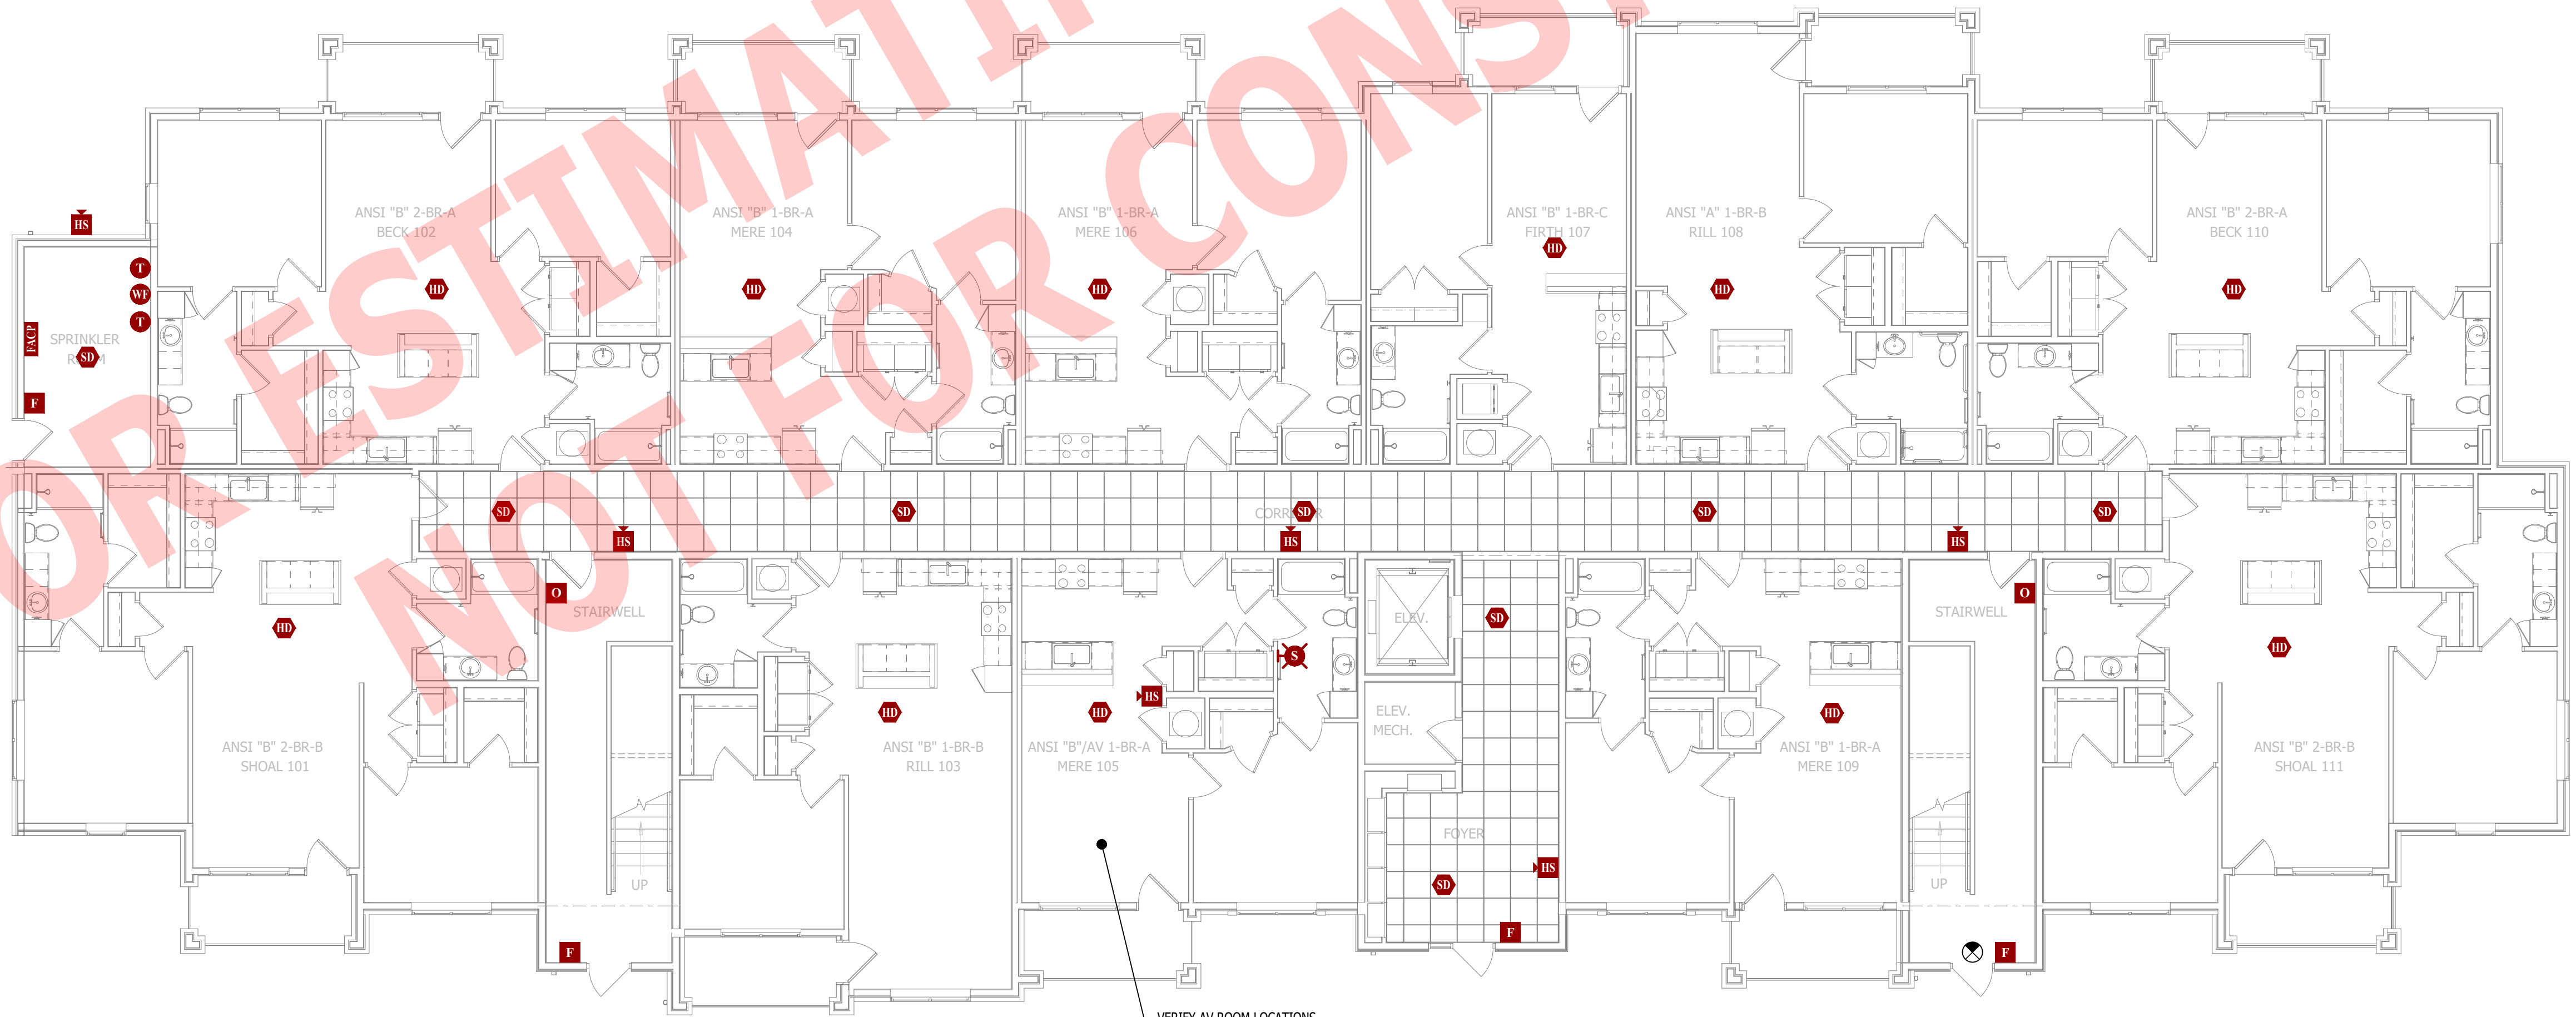 FOR ESTIMATI
NOT FOR CONST
ANSI "B" 2-BR-A
BECK 102
ANSI "B" 1-BR-A
MERE 104
ANSI "B" 1-BR-A
MERE 106
ANSI "B" 1-BR-C
FIRTH 107
ANSI "A" 1-BR-B
RILL 108
ANSI "B" 2-BR-A
BECK 110
HS
T
WF
T
FACP
SPRINKLER
SD
F
HD
HD
HD
HD
HD
HD
SD
SD
CORRIDOR
SD
SD
SD
HS
HS
HS
O
STAIRWELL
HD
HD
HD
HS
S
ELEV.
SD
ELEV.
MECH.
HD
O
STAIRWELL
HD
ANSI "B" 2-BR-B
SHOAL 101
ANSI "B" 1-BR-B
RILL 103
ANSI "B"/AV 1-BR-A
MERE 105
ANSI "B" 1-BR-A
MERE 109
ANSI "B" 2-BR-B
SHOAL 111
FOYER
HS
SD
UP
UP
F
F
F
VERIFY AV ROOM LOCATIONS